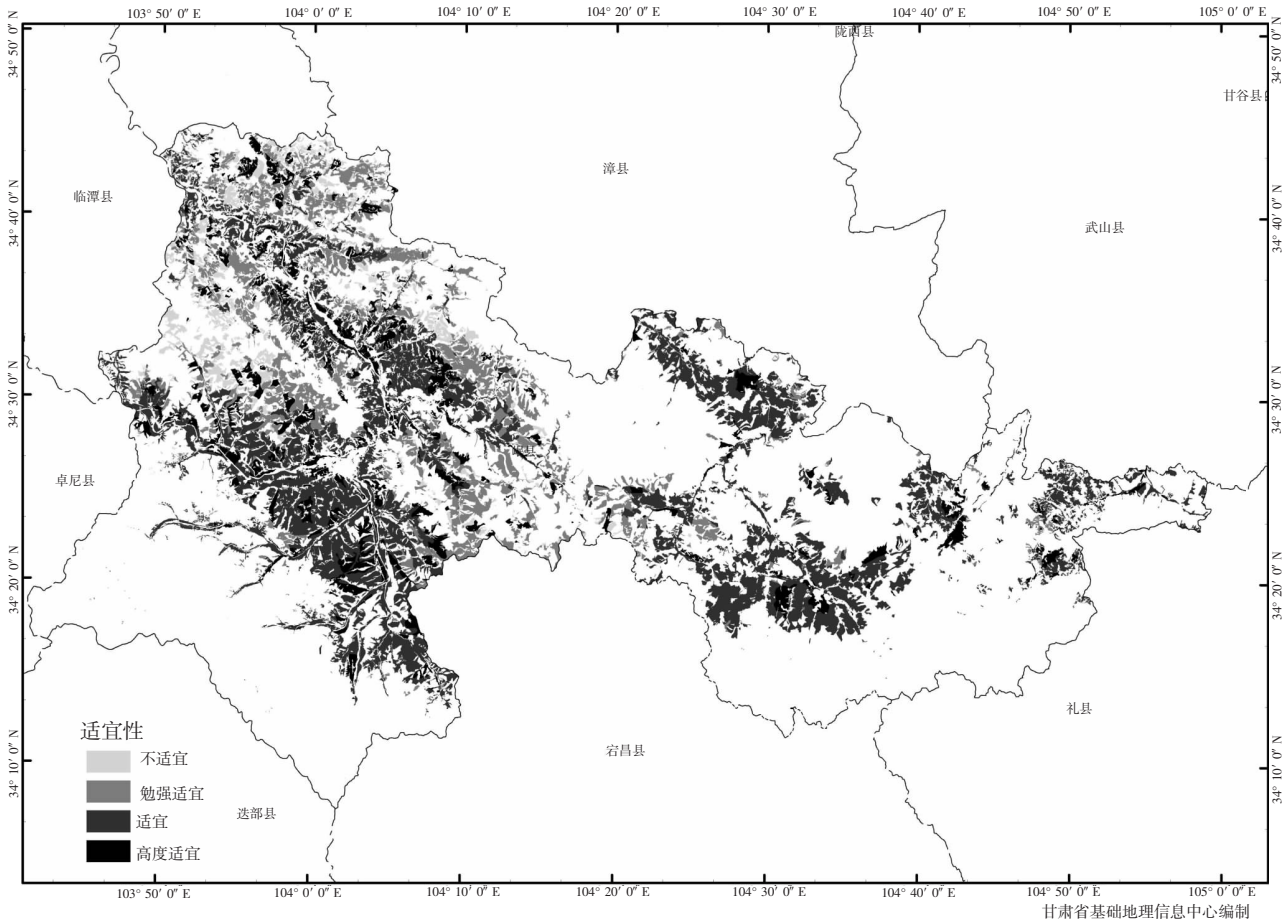 103° 50′ 0″ E
104° 0′ 0″ E
104° 10′ 0″ E
104° 20′ 0″ E
104° 30′ 0″ E
104° 40′ 0″ E
104° 50′ 0″ E
105° 0′ 0″ E
34° 50′ 0″ N
34° 40′ 0″ N
34° 30′ 0″ N
34° 20′ 0″ N
34° 10′ 0″ N
34° 50′ 0″ N
34° 40′ 0″ N
34° 30′ 0″ N
34° 20′ 0″ N
34° 10′ 0″ N
陇西县
甘谷县
漳县
临潭县
武山县
县
卓尼县
礼县
宕昌县
迭部县
适宜性
不适宜
勉强适宜
适宜
高度适宜
103° 50′ 0″ E
104° 0′ 0″ E
104° 10′ 0″ E
104° 20′ 0″ E
104° 30′ 0″ E
104° 40′ 0″ E
104° 50′ 0″ E
105° 0′ 0″ E
甘肃省基础地理信息中心编制